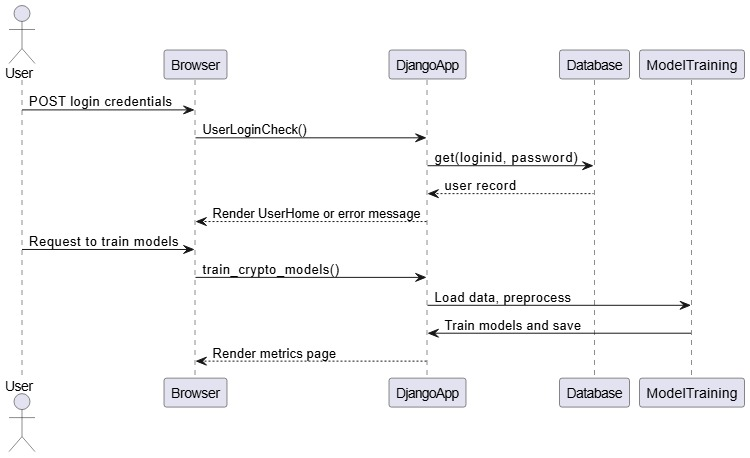 User
Browser
DjangoApp
Database
ModelTraining
POST login credentials
UserLoginCheck()
get(loginid, password)
user record
Render UserHome or error message
Request to train models
train_crypto_models()
Load data, preprocess
Train models and save
Render metrics page
User
Browser
DjangoApp
Database
ModelTraining